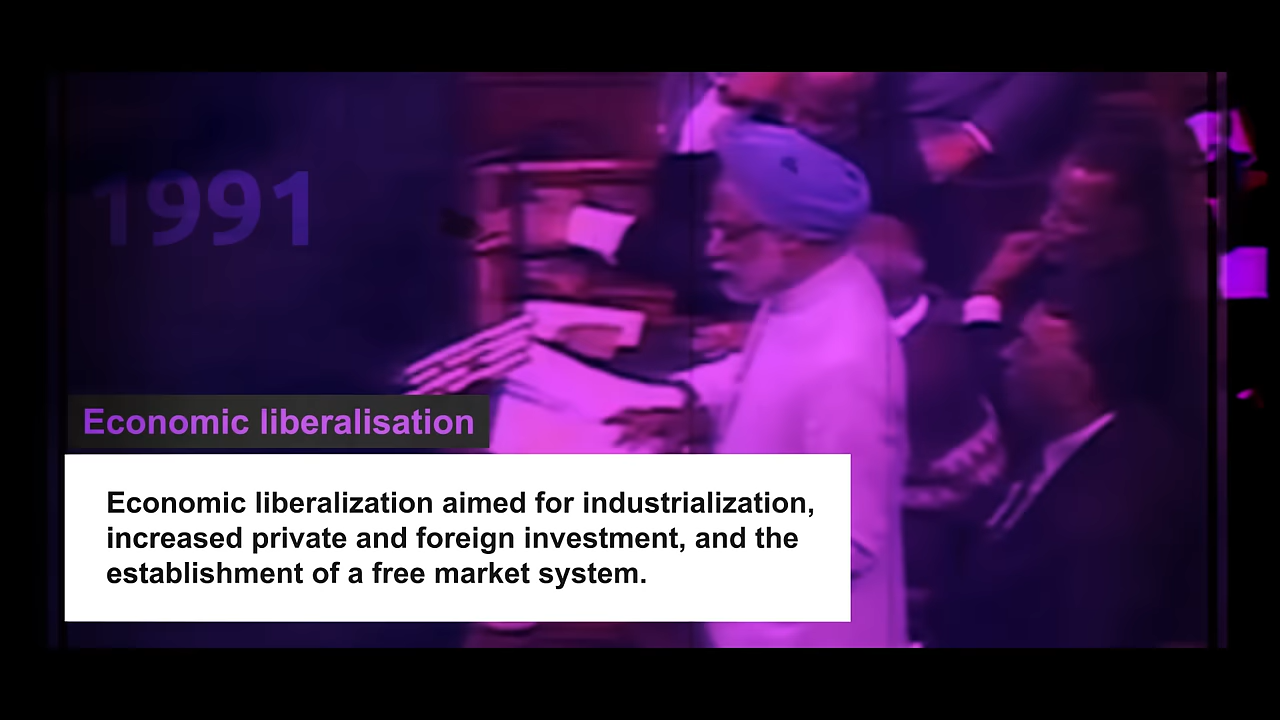 1991
Economic liberalisation
Economic liberalization aimed for industrialization,
increased private and foreign investment, and the
establishment of a free market system.